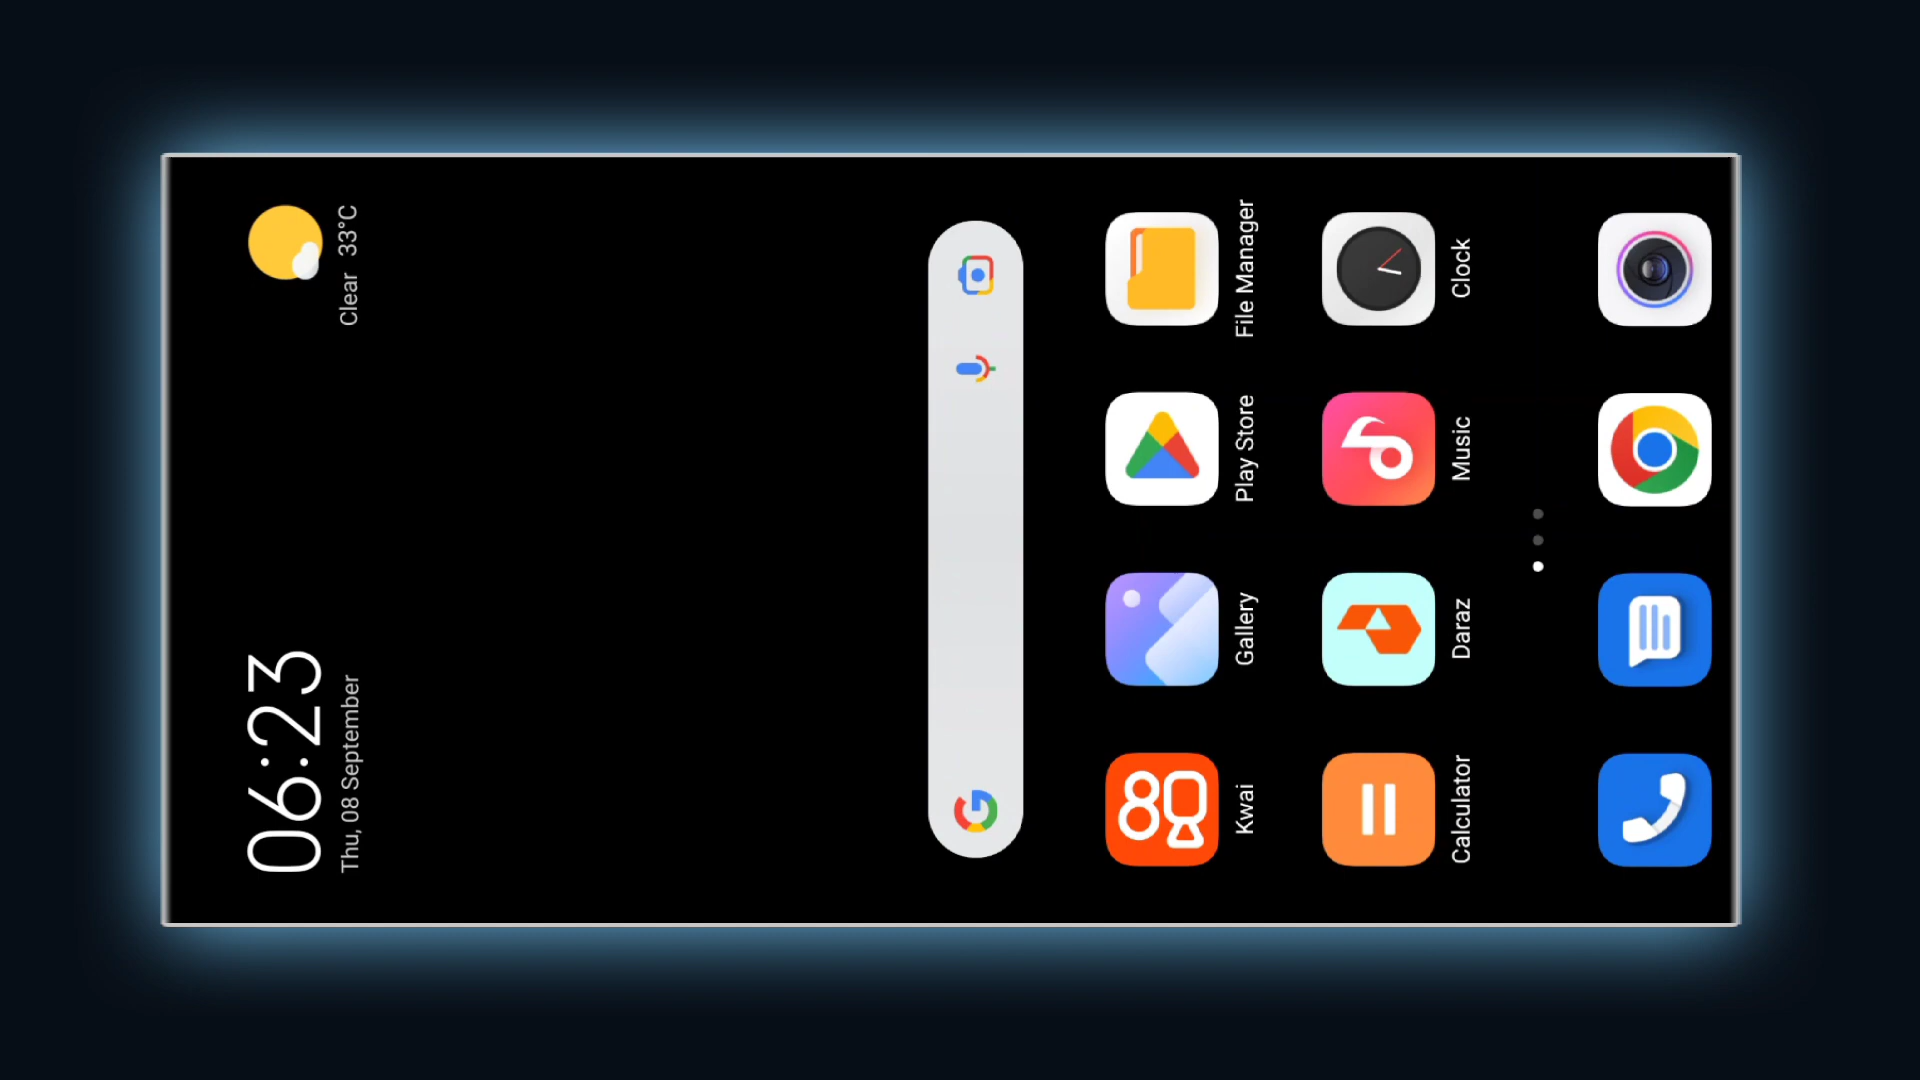 06:23
Thu, 08 September
Clear 33°C
Kwai
Gallery
Play Store
File Manager
Calculator
Daraz
Music
Clock